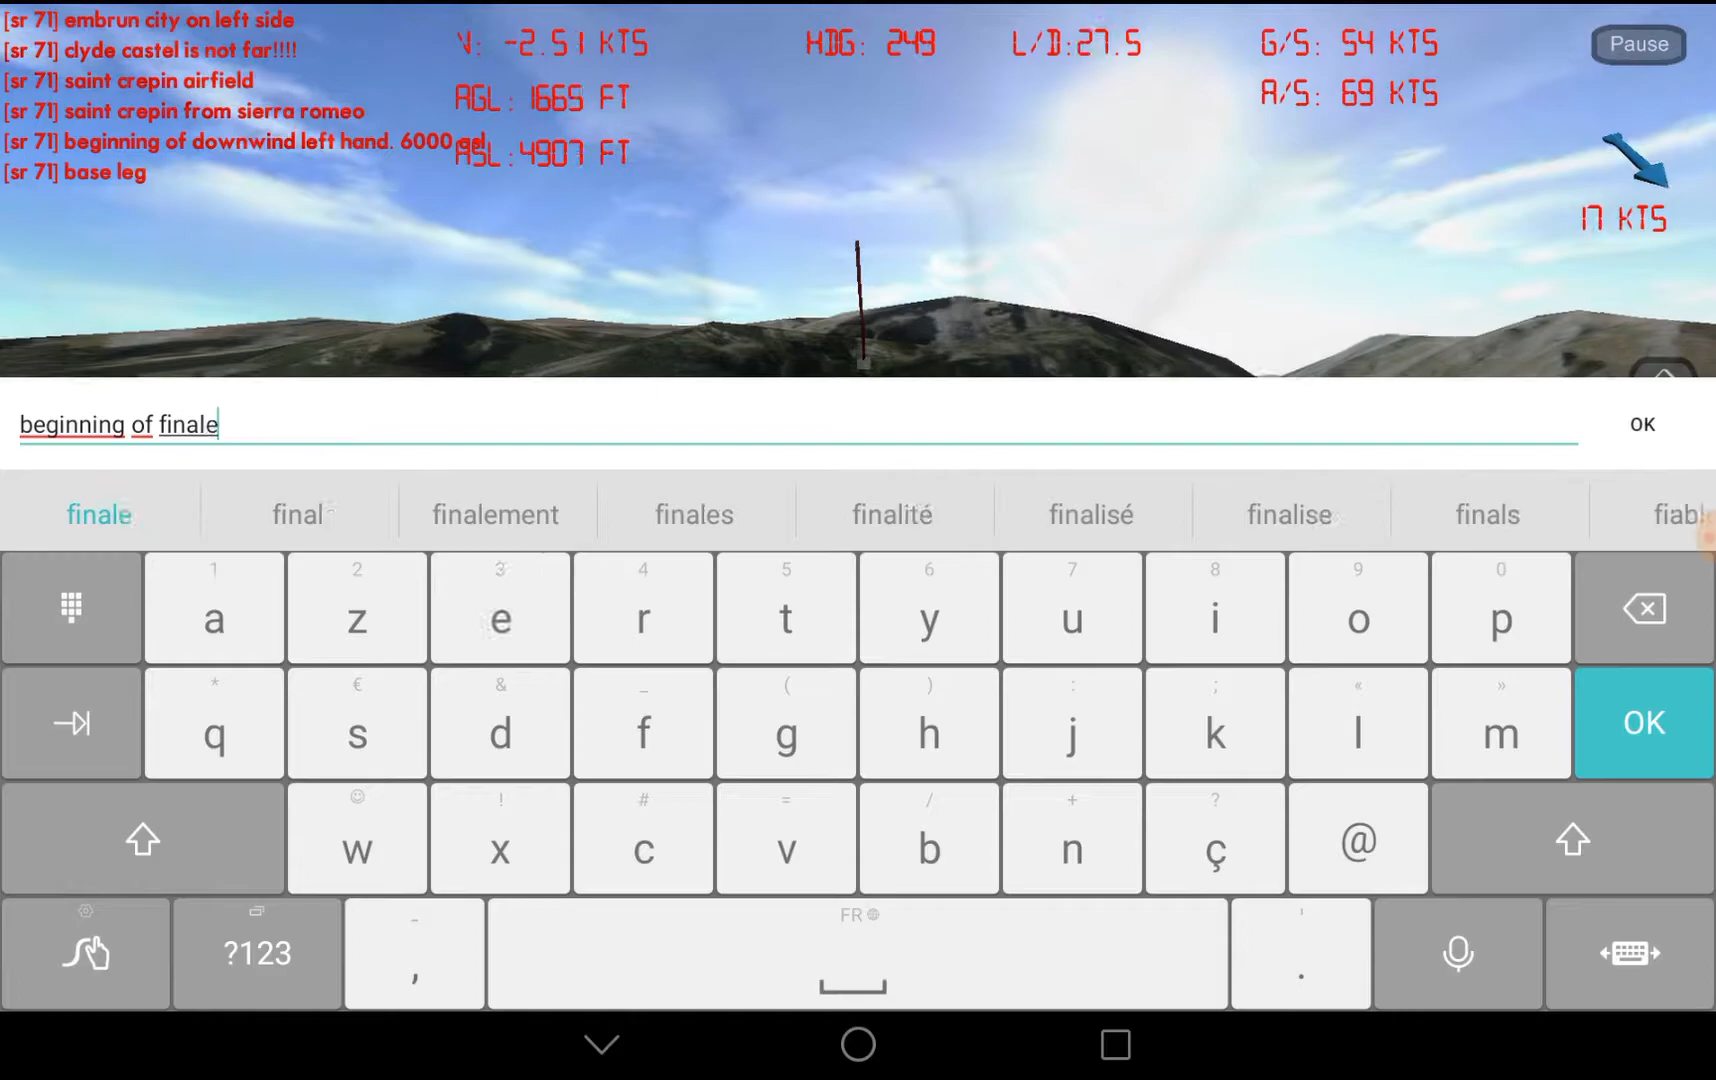 [sr 71] embrun city on left side
[sr 71] clyde castel is not far!!!!
[sr 71] saint crepin airfield
[sr 71] saint crepin from sierra romeo
[sr 71] beginning of downwind left hand. 6000 asl
[sr 71] base leg
V: -2.51 KTS
AGL: 1665 FT
ASL:4907 FT
HDG: 249
L/D:27.5
G/S: 54 KTS
A/S: 69 KTS
Pause
17 KTS
beginning of finale
OK
finale final finalement finales finalité finalisé finalise finals
1 2 3 4 5 6 7 8 9 0
a z e r t y u i o p
* € & _ ( ) : ; « »
q s d f g h j k l m OK
! # = / + ?
w x c v b n ç @
- FR '
?123 , .